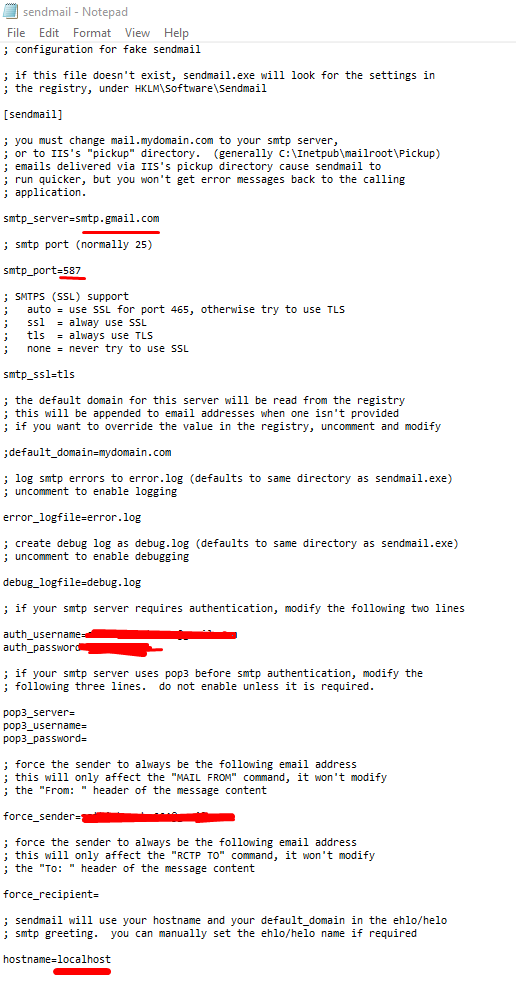 sendmail - Notepad
File Edit Format View Help
; configuration for fake sendmail
; if this file doesn't exist, sendmail.exe will look for the settings in
; the registry, under HKLM\Software\Sendmail
[sendmail]
; you must change mail.mydomain.com to your smtp server,
; or to IIS's "pickup" directory.  (generally C:\Inetpub\mailroot\Pickup)
; emails delivered via IIS's pickup directory cause sendmail to
; run quicker, but you won't get error messages back to the calling
; application.
smtp_server=smtp.gmail.com
; smtp port (normally 25)
smtp_port=587
; SMTPS (SSL) support
;   auto = use SSL for port 465, otherwise try to use TLS
;   ssl  = alway use SSL
;   tls  = always use TLS
;   none = never try to use SSL
smtp_ssl=tls
; the default domain for this server will be read from the registry
; this will be appended to email addresses when one isn't provided
; if you want to override the value in the registry, uncomment and modify
;default_domain=mydomain.com
; log smtp errors to error.log (defaults to same directory as sendmail.exe)
; uncomment to enable logging
error_logfile=error.log
; create debug log as debug.log (defaults to same directory as sendmail.exe)
; uncomment to enable debugging
debug_logfile=debug.log
; if your smtp server requires authentication, modify the following two lines
auth_username=
auth_password
; if your smtp server uses pop3 before smtp authentication, modify the
; following three lines.  do not enable unless it is required.
pop3_server=
pop3_username=
pop3_password=
; force the sender to always be the following email address
; this will only affect the "MAIL FROM" command, it won't modify
; the "From: " header of the message content
force_sender=
; force the sender to always be the following email address
; this will only affect the "RCTP TO" command, it won't modify
; the "To: " header of the message content
force_recipient=
; sendmail will use your hostname and your default_domain in the ehlo/helo
; smtp greeting.  you can manually set the ehlo/helo name if required
hostname=localhost